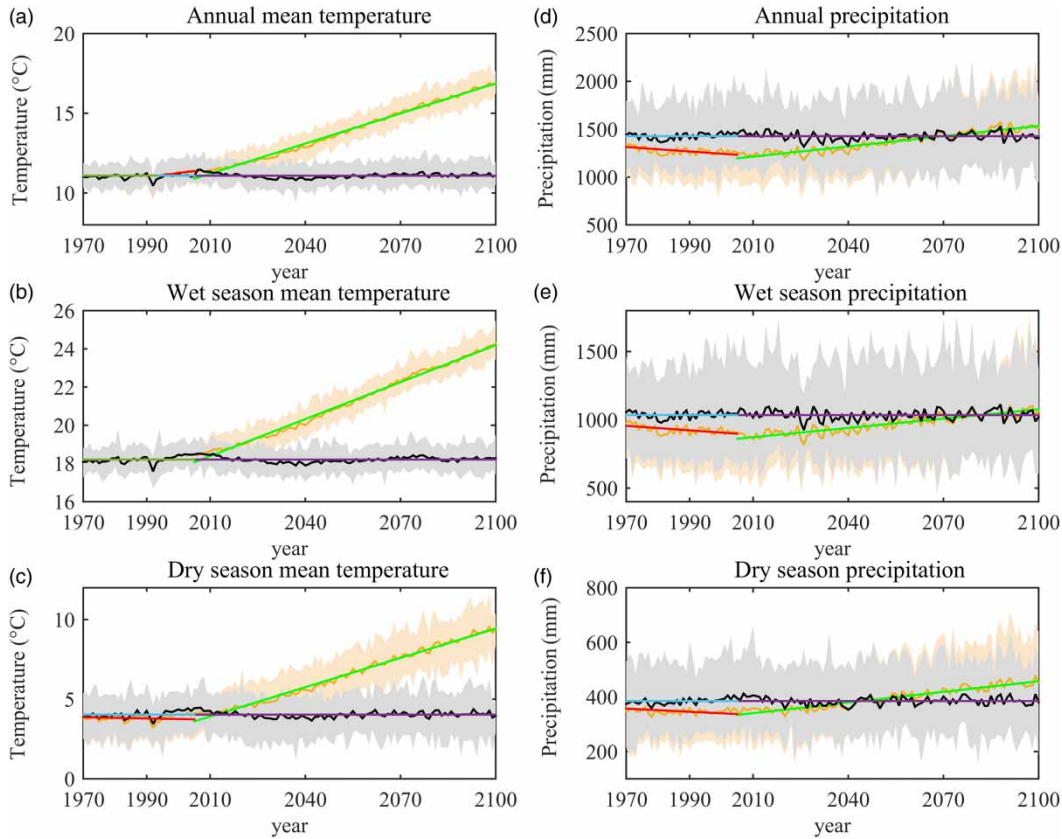 (a)
Annual mean temperature
Temperature (°C)
20
15
11
1970 1990 2010 2040 2070 2100
year
(b)
Wet season mean temperature
Temperature (°C)
26
24
22
20
18
16
1970 1990 2010 2040 2070 2100
year
(c)
Dry season mean temperature
Temperature (°C)
10
5
0
1970 1990 2010 2040 2070 2100
year
(d)
Annual precipitation
Precipitation (mm)
2500
2000
1500
1000
500
1970 1990 2010 2040 2070 2100
year
(e)
Wet season precipitation
Precipitation (mm)
1500
1000
500
1970 1990 2010 2040 2070 2100
year
(f)
Dry season precipitation
Precipitation (mm)
800
600
400
200
1970 1990 2010 2040 2070 2100
year